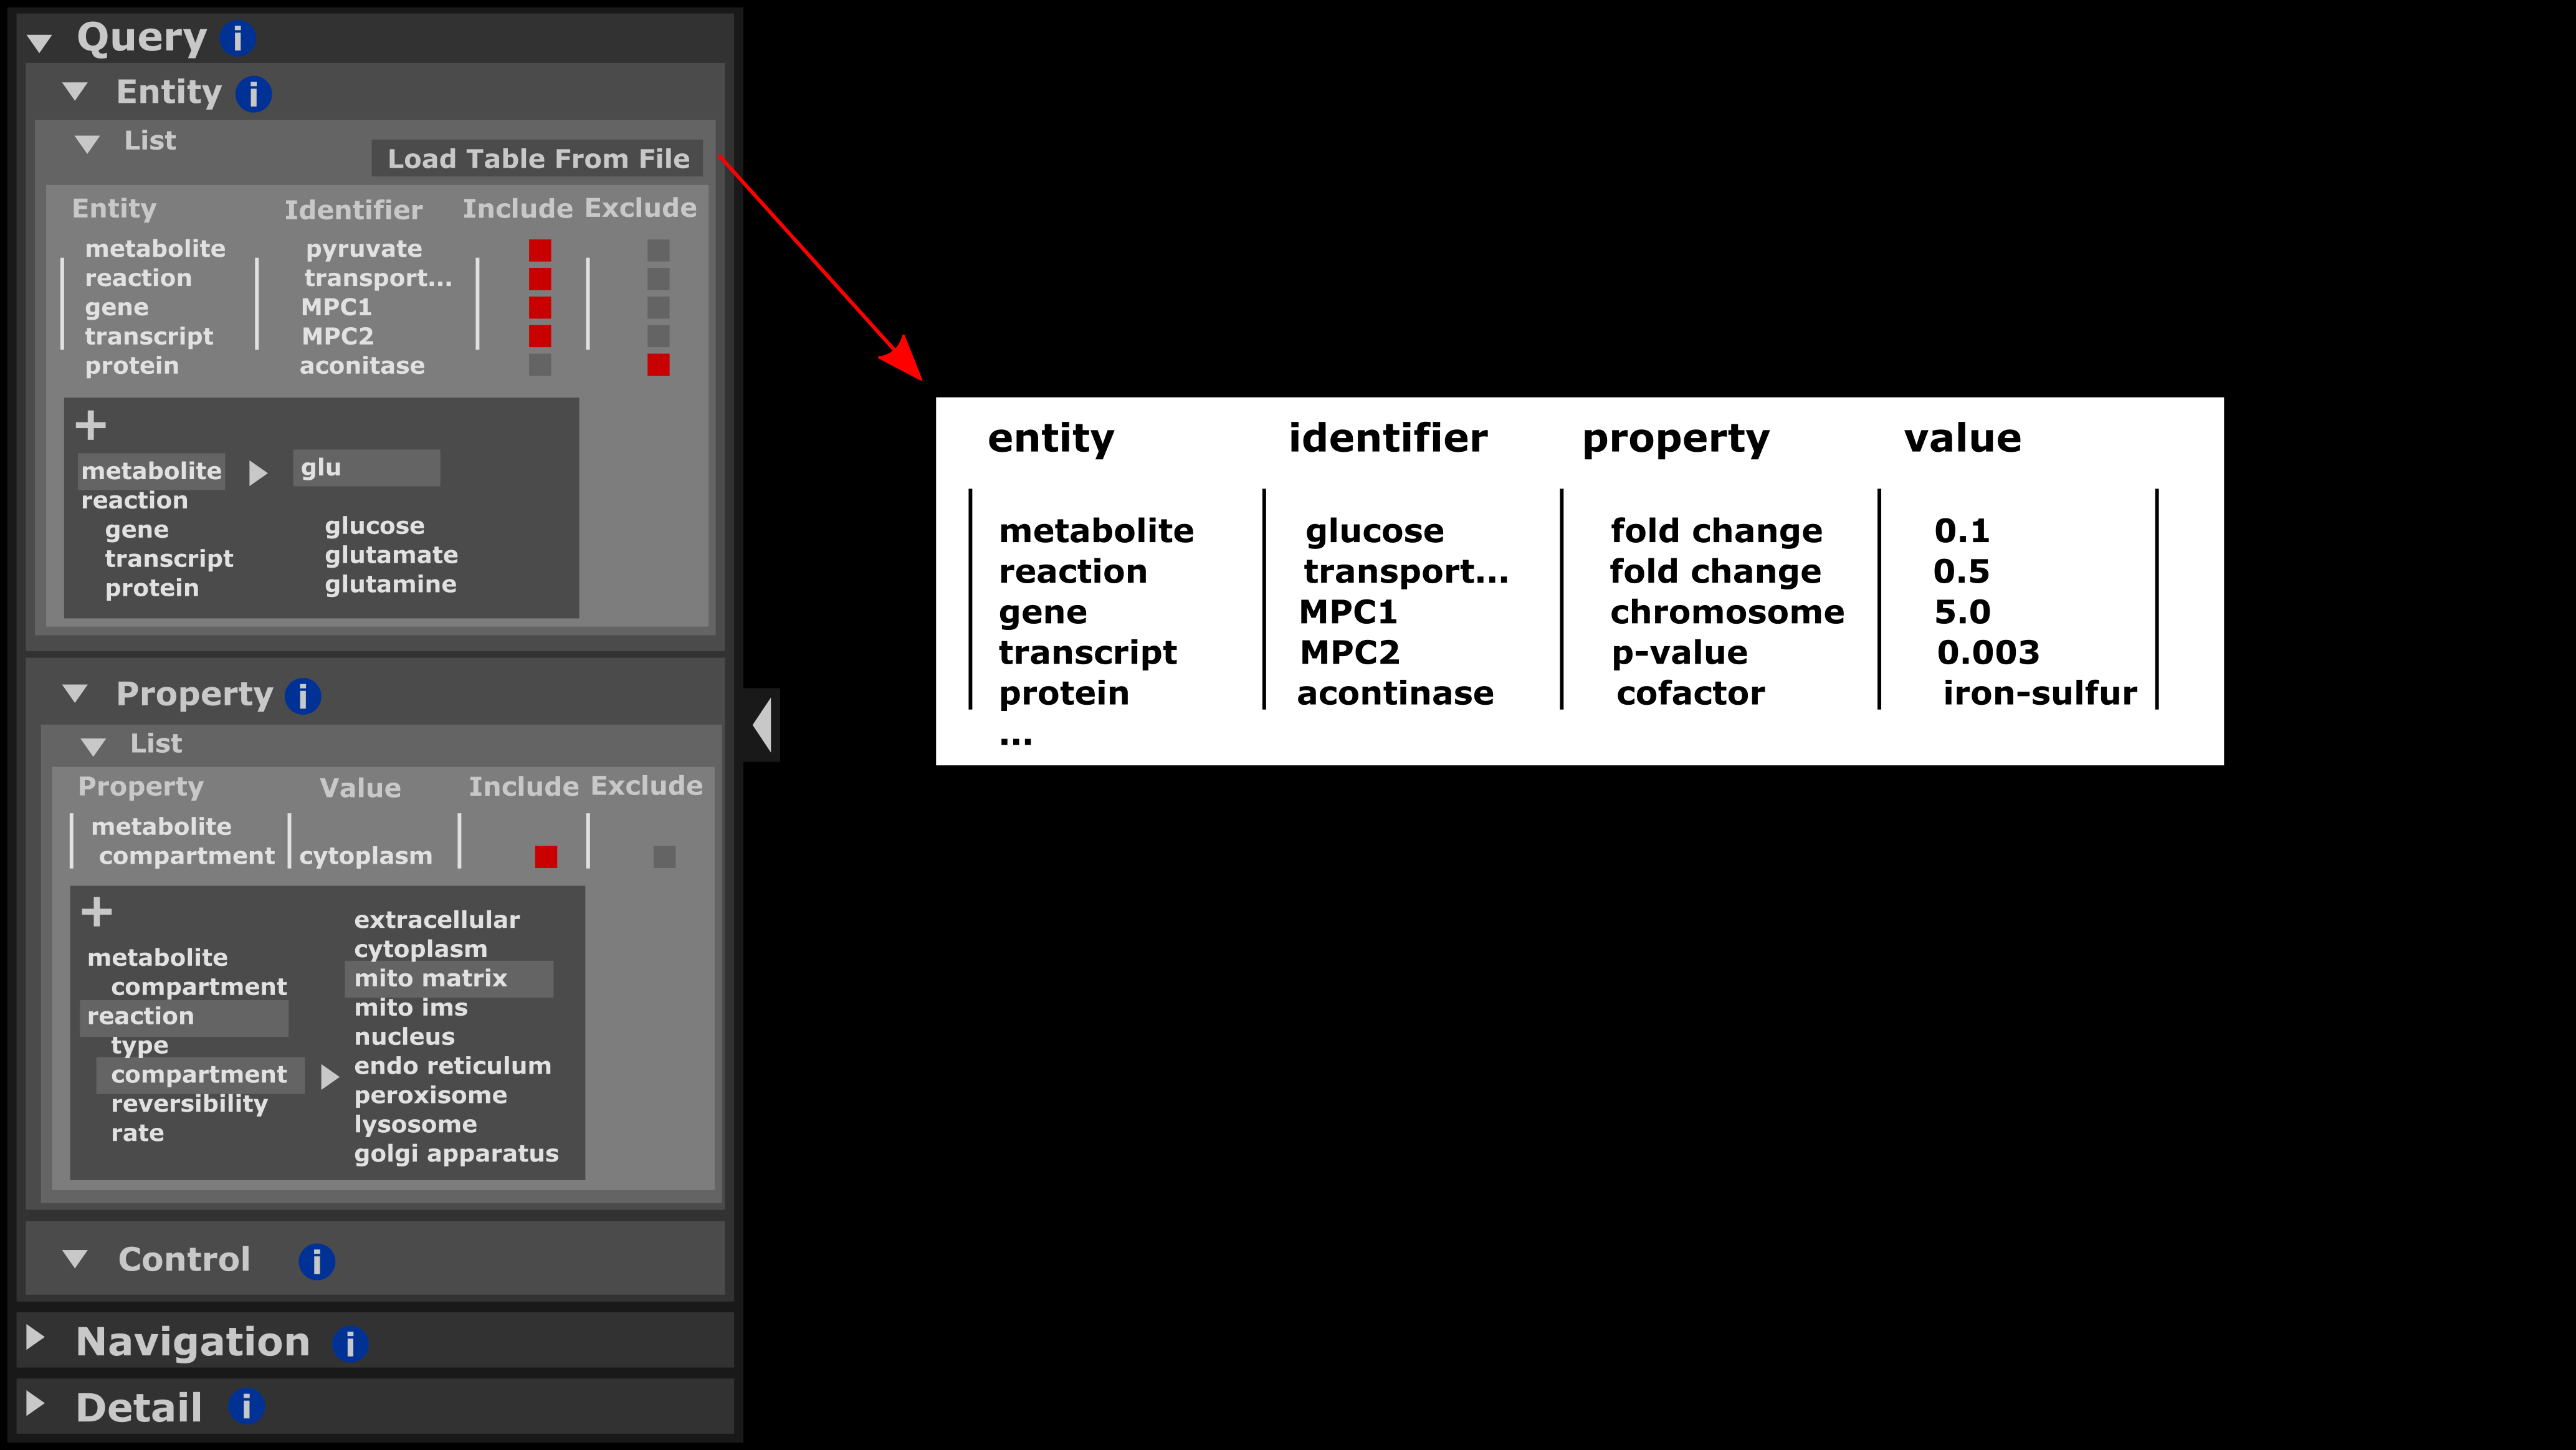 Query i
Entity i
List
Load Table From File
Entity Identifier Include Exclude
metabolite pyruvate
reaction transport...
gene MPC1
transcript MPC2
protein aconitase
+
metabolite glu
reaction
gene glucose
transcript glutamate
protein glutamine
Property i
List
Property Value Include Exclude
metabolite
compartment cytoplasm
+
extracellular
cytoplasm
metabolite mito matrix
compartment mito ims
reaction nucleus
type endo reticulum
compartment peroxisome
reversibility lysosome
rate golgi apparatus
Control i
Navigation i
Detail i
entity identifier property value
metabolite glucose fold change 0.1
reaction transport... fold change 0.5
gene MPC1 chromosome 5.0
transcript MPC2 p-value 0.003
protein acontinase cofactor iron-sulfur
...